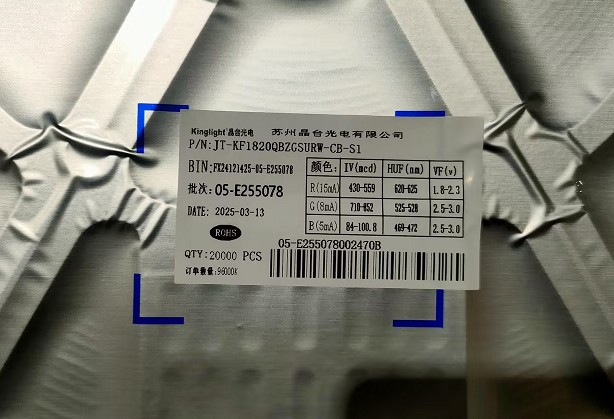 Kinglight®晶台光电 苏州晶台光电有限公司
P/N:JT-KF1820QBZGSURW-CB-S1
BIN:FX24121425-05-E255078
批次:05-E255078
DATE: 2025-03-13
ROHS
QTY:20000 PCS
订单数量:96000K
颜色: IV(mcd) HUF(nm) VF(v)
R(15mA) 430-559 620-625 1.8-2.3
G(8mA) 710-852 525-528 2.5-3.0
B(5mA) 84-100.8 469-472 2.5-3.0
05-E255078002470B